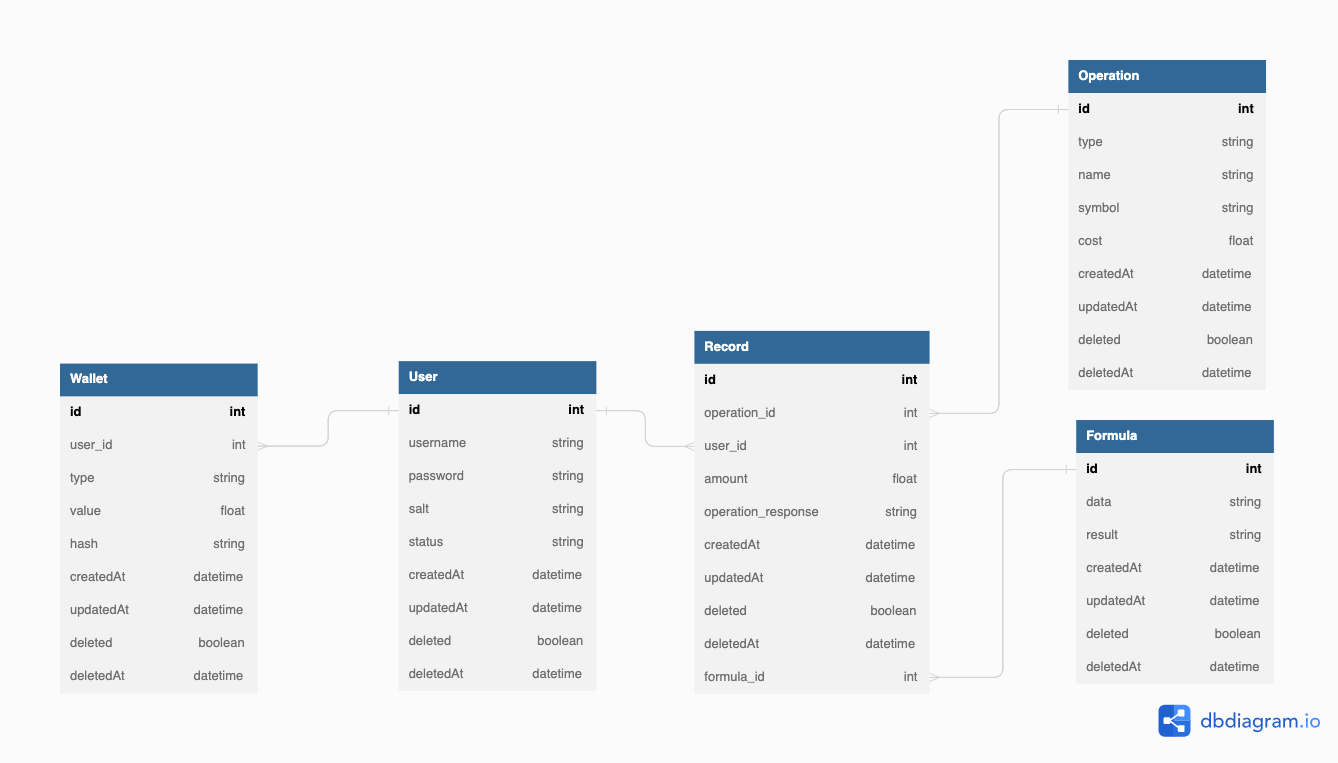 Operation
id int
type string
name string
symbol string
cost float
createdAt datetime
updatedAt datetime
deleted boolean
deletedAt datetime
Wallet
id int
user_id int
type string
value float
hash string
createdAt datetime
updatedAt datetime
deleted boolean
deletedAt datetime
User
id int
username string
password string
salt string
status string
createdAt datetime
updatedAt datetime
deleted boolean
deletedAt datetime
Record
id int
operation_id int
user_id int
amount float
operation_response string
createdAt datetime
updatedAt datetime
deleted boolean
deletedAt datetime
formula_id int
Formula
id int
data string
result string
createdAt datetime
updatedAt datetime
deleted boolean
deletedAt datetime
dbdiagram.io